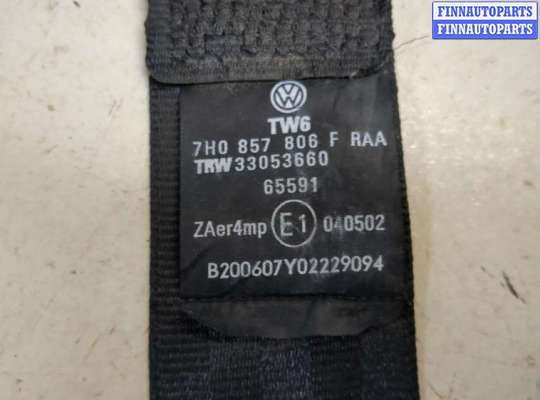 FINNAUTOPARTS
FINNAUTOPARTS
TW6
7H0 857 806 F RAA
TRW 33053660
65591
ZAer4mp E1 040502
B200607Y02229094